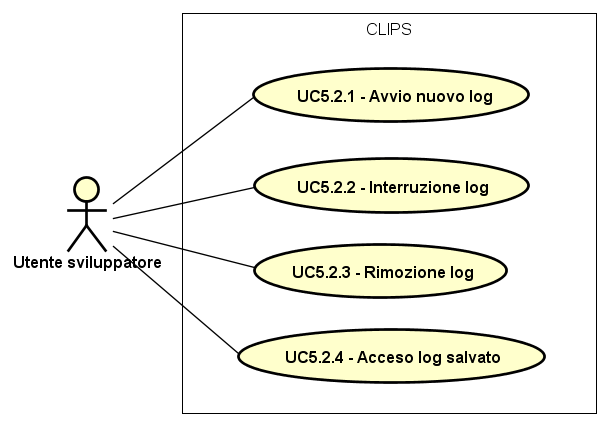 CLIPS
UC5.2.1 - Avvio nuovo log
UC5.2.2 - Interruzione log
Utente sviluppatore
UC5.2.3 - Rimozione log
UC5.2.4 - Acceso log salvato